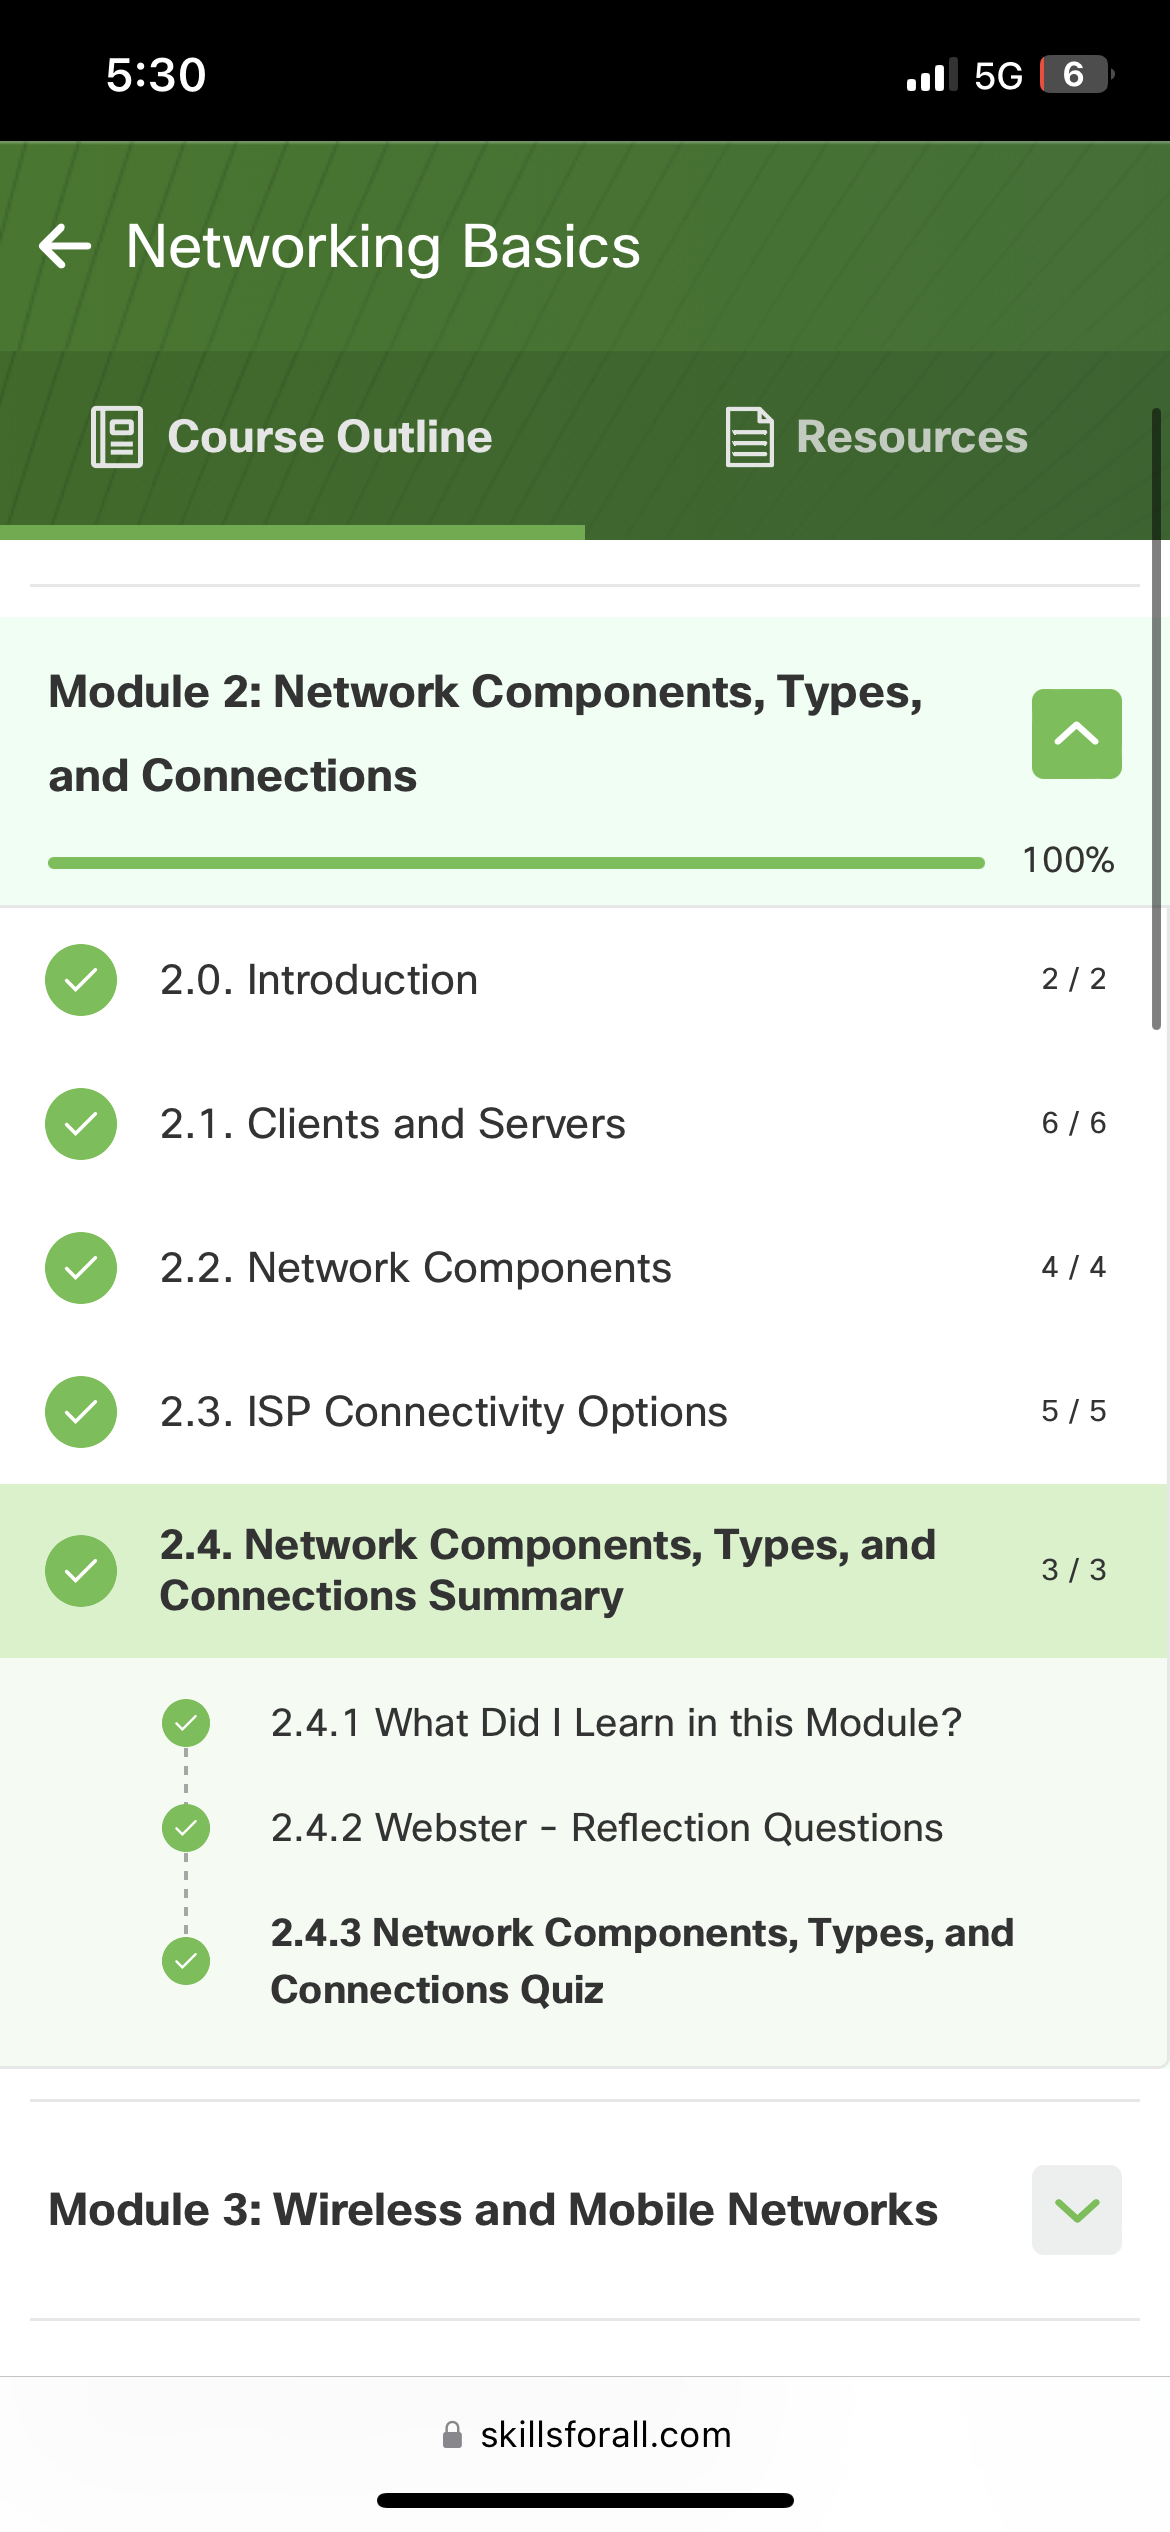 5:30
5G 6
Networking Basics
Course Outline
Resources
Module 2: Network Components, Types,
and Connections
100%
2.0. Introduction
2 / 2
2.1. Clients and Servers
6 / 6
2.2. Network Components
4 / 4
2.3. ISP Connectivity Options
5 / 5
2.4. Network Components, Types, and
Connections Summary
3 / 3
2.4.1 What Did I Learn in this Module?
2.4.2 Webster - Reflection Questions
2.4.3 Network Components, Types, and
Connections Quiz
Module 3: Wireless and Mobile Networks
skillsforall.com